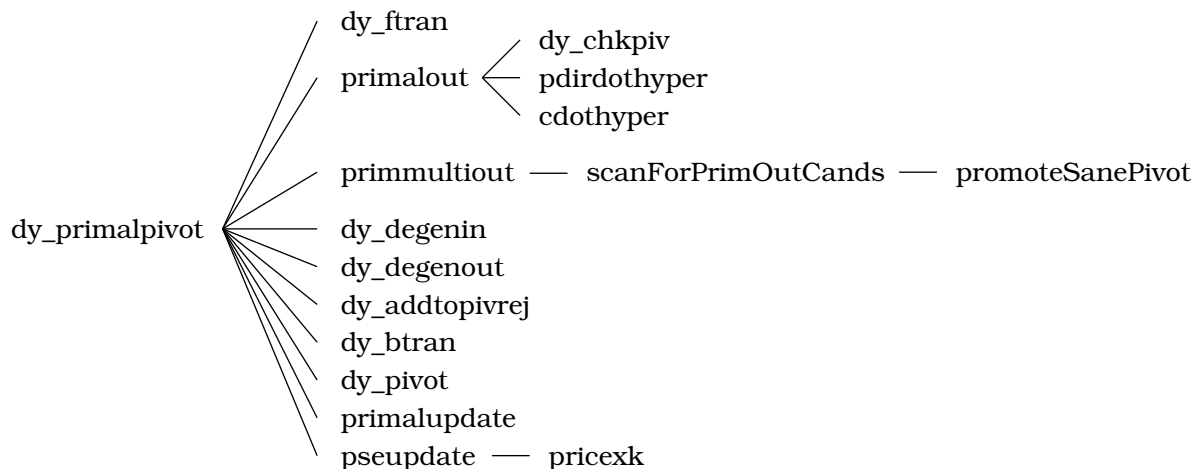 dy_ftran
dy_chkpiv
primalout
pdirdothyper
cdothyper
primmultiout
scanForPrimOutCands
promoteSanePivot
dy_primalpivot
dy_degenin
dy_degenout
dy_addtopivrej
dy_btran
dy_pivot
primalupdate
pseupdate
pricexk